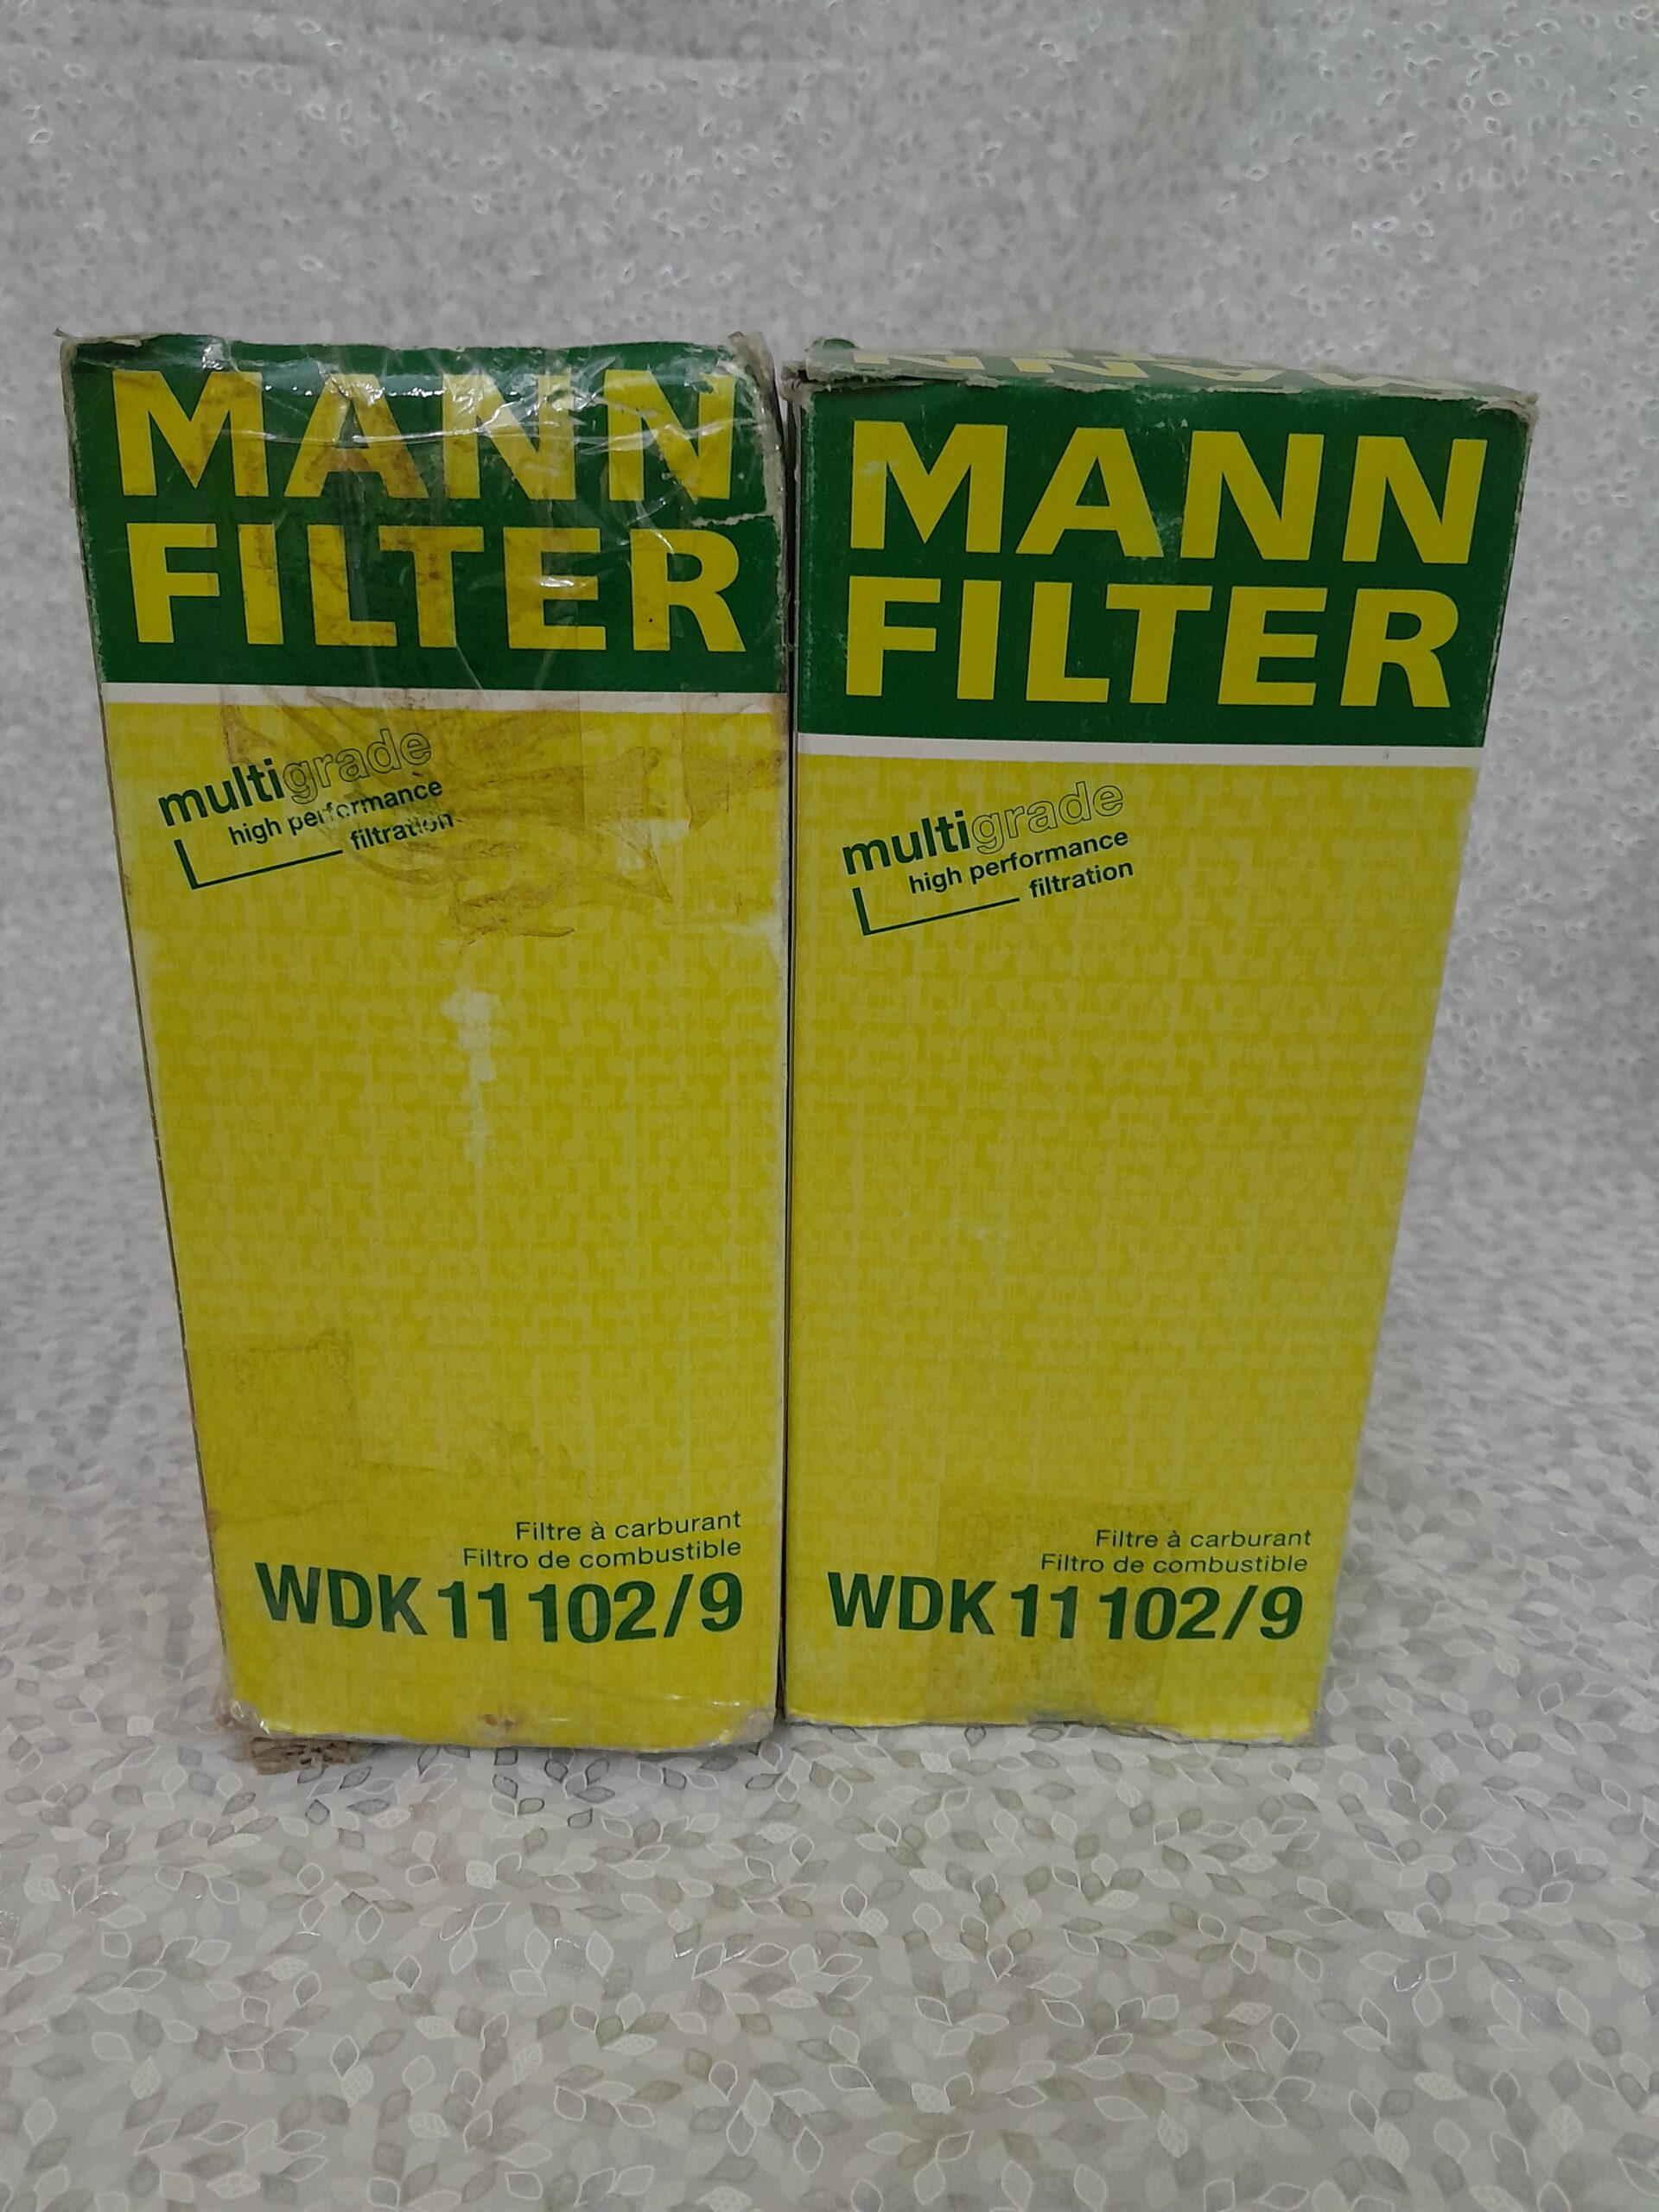 MANN
FILTER
multigrade
high performance
filtration
Filtre à carburant
Filtro de combustible
WDK 11 102/9
MANN
MANN
FILTER
multigrade
high performance
filtration
Filtre à carburant
Filtro de combustible
WDK 11 102/9